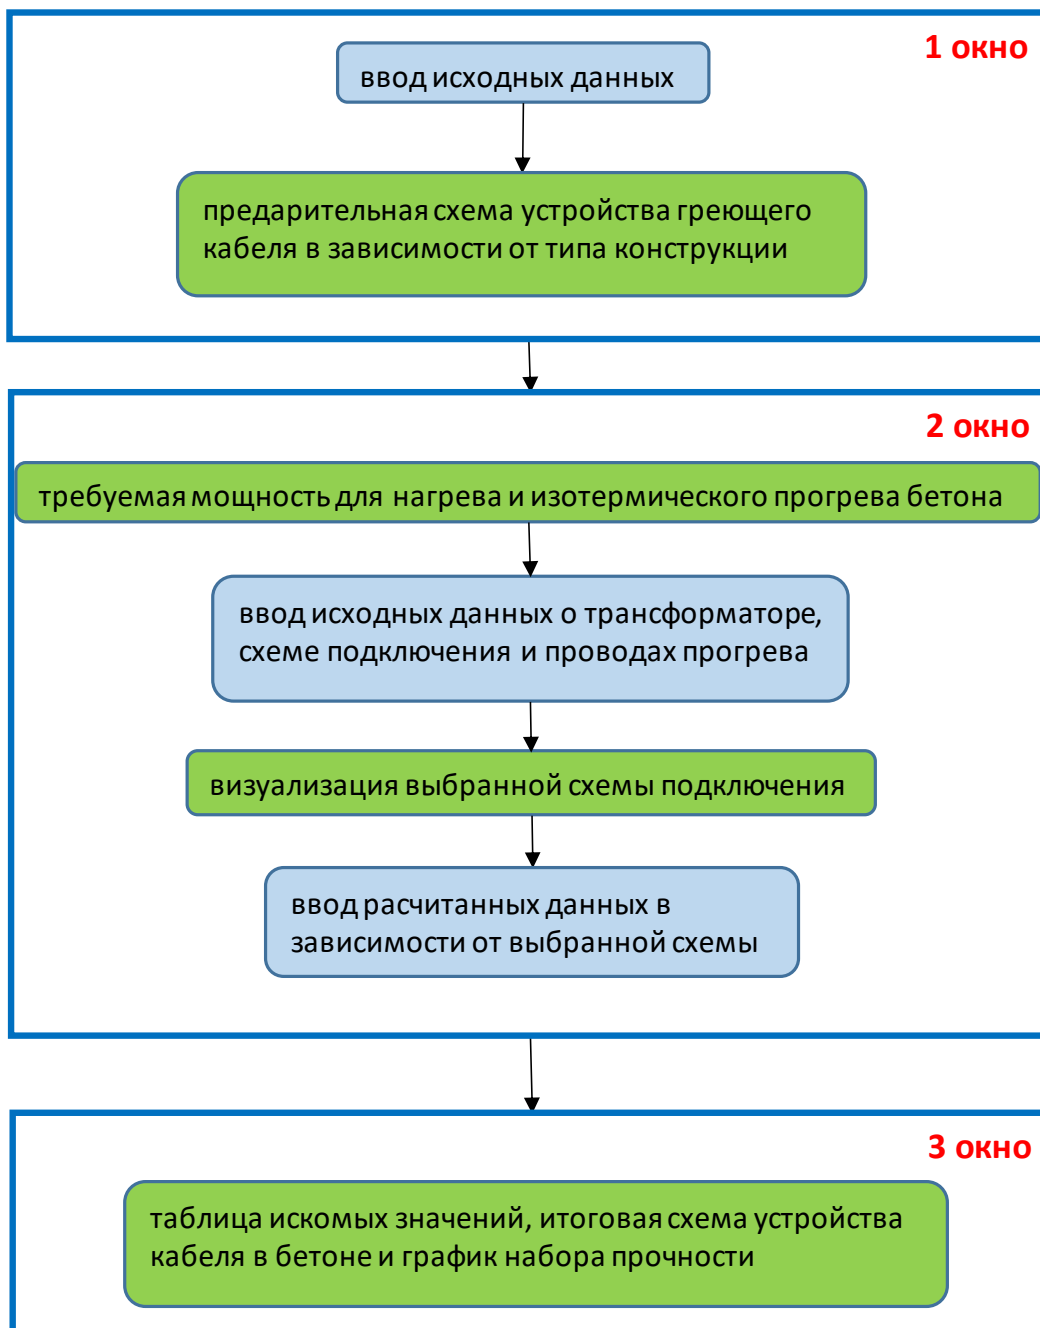 1 окно
ввод исходных данных
предарительная схема устройства греющего
кабеля в зависимости от типа конструкции
2 окно
требуемая мощность для нагрева и изотермического прогрева бетона
ввод исходных данных о трансформаторе,
схеме подключения и проводах прогрева
визуализация выбранной схемы подключения
ввод расчитанных данных в
зависимости от выбранной схемы
3 окно
таблица искомых значений, итоговая схема устройства
кабеля в бетоне и график набора прочности